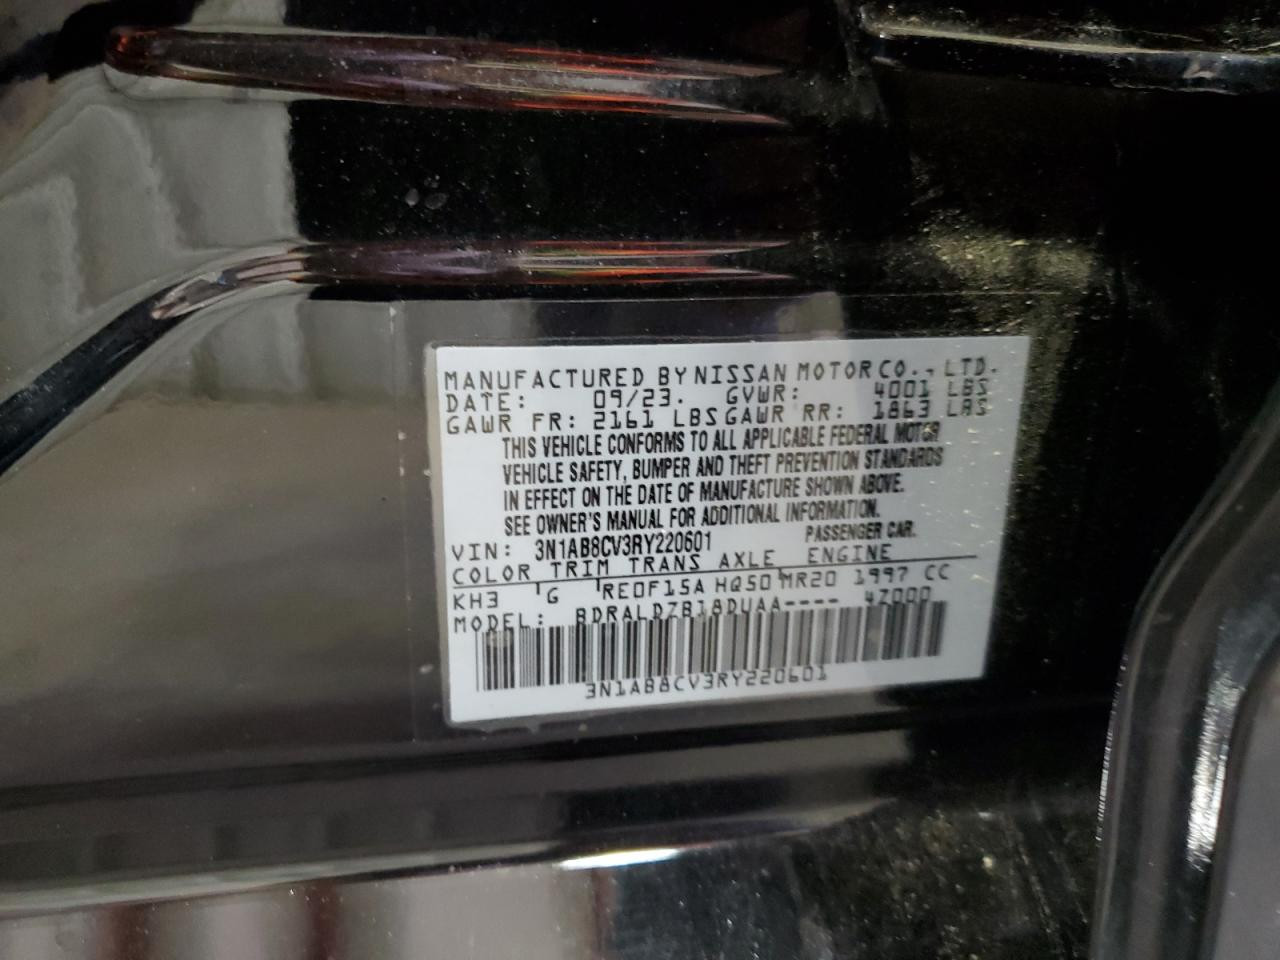 MANUFACTURED BY NISSAN MOTOR CO., LTD.
DATE: 09/23. GVWR: 4001 LBS
GAWR FR: 2161 LBS GAWR RR: 1863 LBS
THIS VEHICLE CONFORMS TO ALL APPLICABLE FEDERAL MOTOR
VEHICLE SAFETY, BUMPER AND THEFT PREVENTION STANDARDS
IN EFFECT ON THE DATE OF MANUFACTURE SHOWN ABOVE.
SEE OWNER'S MANUAL FOR ADDITIONAL INFORMATION.
VIN: 3N1AB8CV3RY220601 PASSENGER CAR.
COLOR TRIM TRANS AXLE ENGINE
KH3 G RE0F15A HQ50 MR20 1997 CC
MODEL: BDRALDZB18DUAA---- 4Z000
3N1AB8CV3RY220601